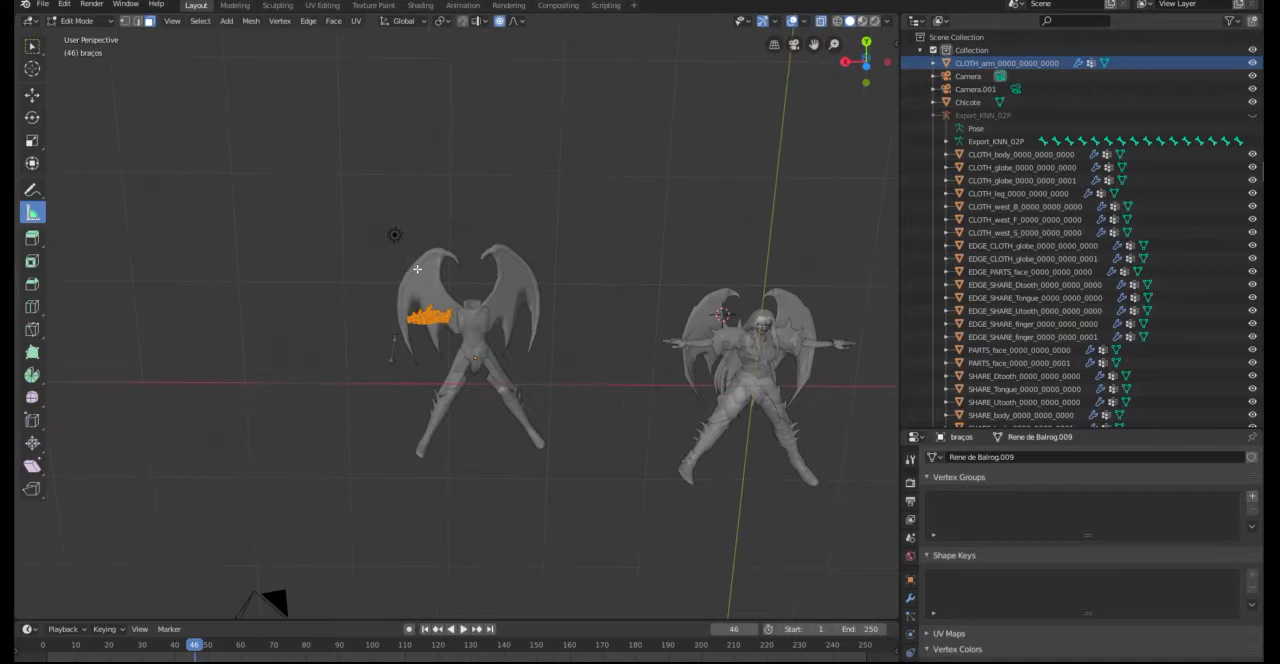 File Edit Render Window Help Layout Modeling Sculpting UV Editing Texture Paint Shading Animation Rendering Compositing Scripting Scene View Layer
Edit Mode View Select Add Mesh Vertex Edge Face UV Global
User Perspective
(46) braços
Y
X
Scene Collection
Collection
CLOTH_arm_0000_0000_0000
Camera
Camera.001
Chicote
Export_KNN_02P
Pose
Export_KNN_02P
CLOTH_body_0000_0000_0000
CLOTH_globe_0000_0000_0000
CLOTH_globe_0000_0000_0001
CLOTH_leg_0000_0000_0000
CLOTH_west_B_0000_0000_0000
CLOTH_west_F_0000_0000_0000
CLOTH_west_S_0000_0000_0000
EDGE_CLOTH_globe_0000_0000_0000
EDGE_CLOTH_globe_0000_0000_0001
EDGE_PARTS_face_0000_0000_0000
EDGE_SHARE_Dtooth_0000_0000_0000
EDGE_SHARE_Tongue_0000_0000_0000
EDGE_SHARE_Utooth_0000_0000_0000
EDGE_SHARE_finger_0000_0000_0000
EDGE_SHARE_finger_0000_0000_0001
PARTS_face_0000_0000_0000
PARTS_face_0000_0000_0001
SHARE_Dtooth_0000_0000_0000
SHARE_Tongue_0000_0000_0000
SHARE_Utooth_0000_0000_0000
SHARE_body_0000_0000_0000
braços Rene de Balrog.009
Rene de Balrog.009
Vertex Groups
Shape Keys
UV Maps
Vertex Colors
Playback Keying View Marker 46 Start: 1 End: 250
0 10 20 30 40 46 50 60 70 80 90 100 110 120 130 140 150 160 170 180 190 200 210 220 230 240 250